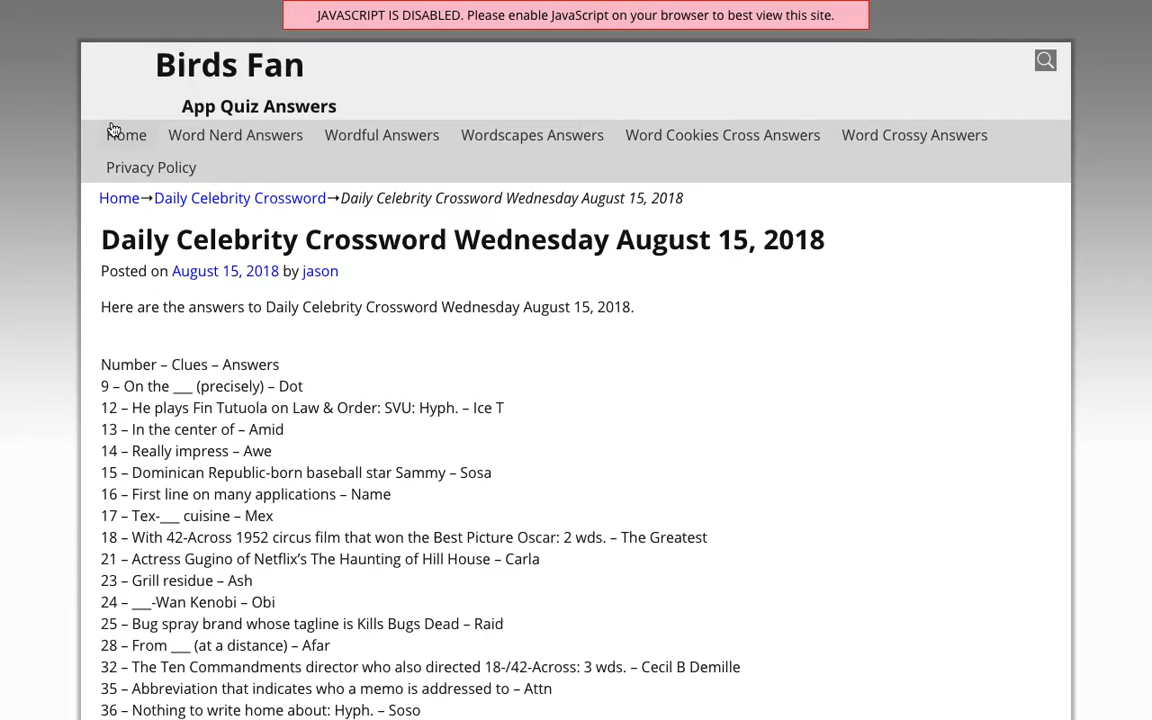 JAVASCRIPT IS DISABLED. Please enable JavaScript on your browser to best view this site.
Birds Fan
App Quiz Answers
Home Word Nerd Answers Wordful Answers Wordscapes Answers Word Cookies Cross Answers Word Crossy Answers
Privacy Policy
Home→Daily Celebrity Crossword→Daily Celebrity Crossword Wednesday August 15, 2018
Daily Celebrity Crossword Wednesday August 15, 2018
Posted on August 15, 2018 by jason
Here are the answers to Daily Celebrity Crossword Wednesday August 15, 2018.
Number – Clues – Answers
9 – On the ___ (precisely) – Dot
12 – He plays Fin Tutuola on Law & Order: SVU: Hyph. – Ice T
13 – In the center of – Amid
14 – Really impress – Awe
15 – Dominican Republic-born baseball star Sammy – Sosa
16 – First line on many applications – Name
17 – Tex-___ cuisine – Mex
18 – With 42-Across 1952 circus film that won the Best Picture Oscar: 2 wds. – The Greatest
21 – Actress Gugino of Netflix’s The Haunting of Hill House – Carla
23 – Grill residue – Ash
24 – ___-Wan Kenobi – Obi
25 – Bug spray brand whose tagline is Kills Bugs Dead – Raid
28 – From ___ (at a distance) – Afar
32 – The Ten Commandments director who also directed 18-/42-Across: 3 wds. – Cecil B Demille
35 – Abbreviation that indicates who a memo is addressed to – Attn
36 – Nothing to write home about: Hyph. – Soso